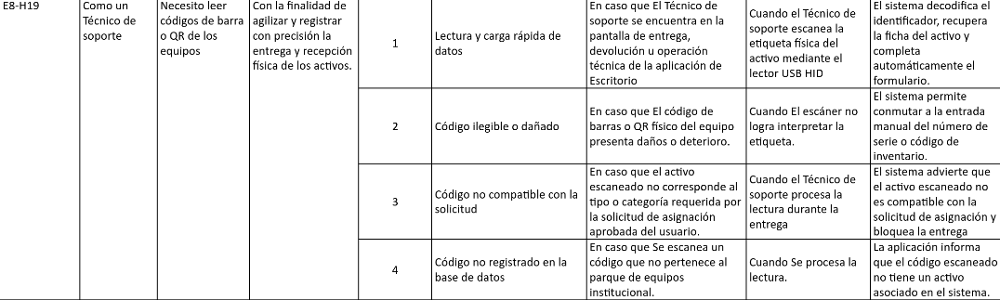 E8-H19
Como un
Técnico de
soporte
Necesito leer
códigos de barra
o QR de los
equipos
Con la finalidad de
agilizar y registrar
con precisión la
entrega y recepción
física de los activos.
1
Lectura y carga rápida de
datos
En caso que El Técnico de
soporte se encuentra en la
pantalla de entrega,
devolución u operación
técnica de la aplicación de
Escritorio
Cuando el Técnico de
soporte escanea la
etiqueta física del
activo mediante el
lector USB HID
El sistema decodifica el
identificador, recupera
la ficha del activo y
completa
automáticamente el
formulario.
2
Código ilegible o dañado
En caso que El código de
barras o QR físico del equipo
presenta daños o deterioro.
Cuando El escáner no
logra interpretar la
etiqueta.
El sistema permite
conmutar a la entrada
manual del número de
serie o código de
inventario.
3
Código no compatible con la
solicitud
En caso que el activo
escaneado no corresponde al
tipo o categoría requerida por
la solicitud de asignación
aprobada del usuario.
Cuando el Técnico de
soporte procesa la
lectura durante la
entrega
El sistema advierte que
el activo escaneado no
es compatible con la
solicitud de asignación y
bloquea la entrega
4
Código no registrado en la
base de datos
En caso que Se escanea un
código que no pertenece al
parque de equipos
institucional.
Cuando Se procesa la
lectura.
La aplicación informa
que el código escaneado
no tiene un activo
asociado en el sistema.